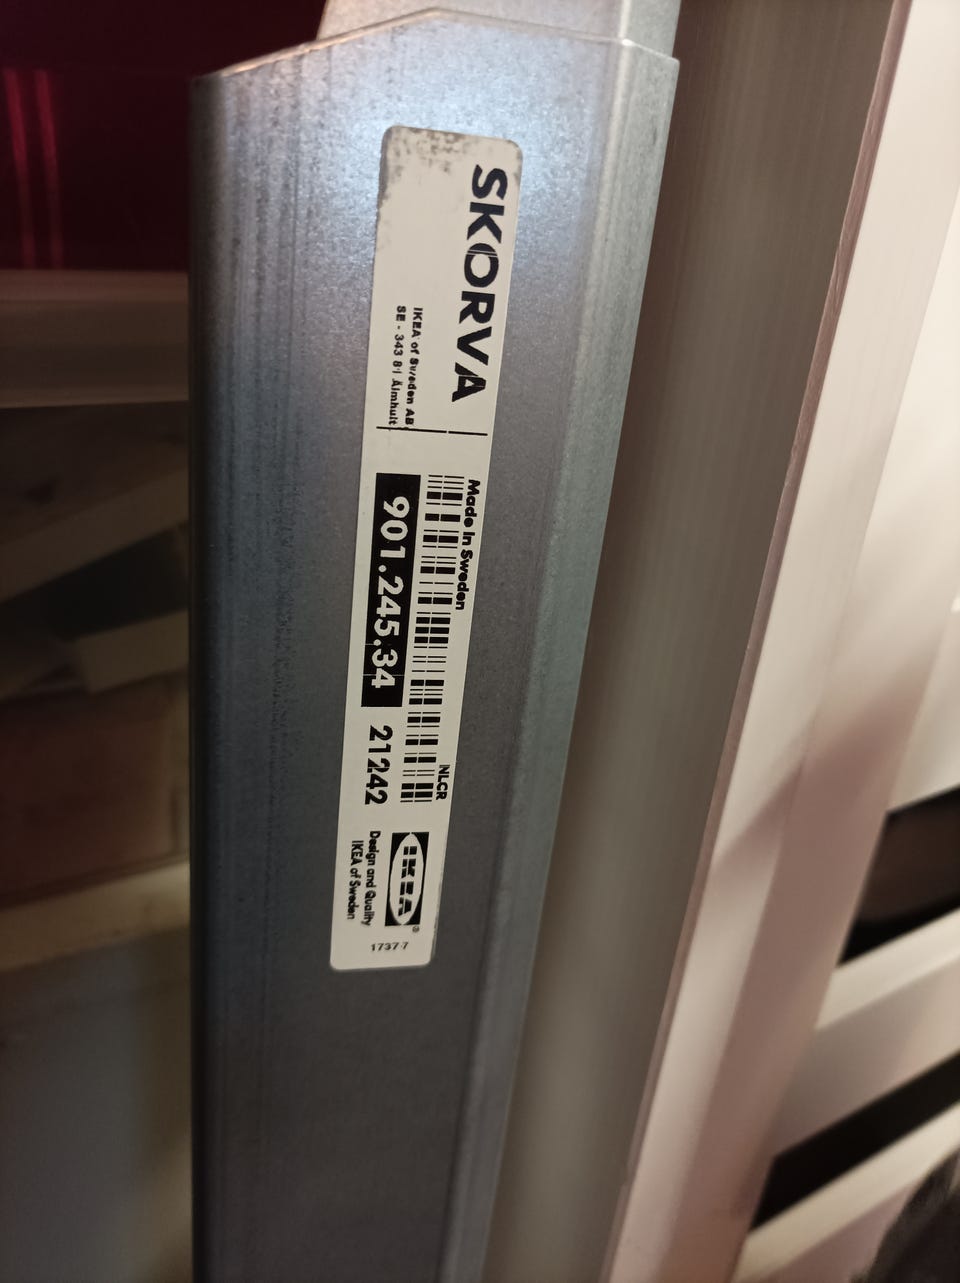 SKORVA
IKEA of Sweden AB
SE - 343 81 Älmhult
Made in Sweden
901.245.34
21242
NLCR
IKEA®
Design and Quality
IKEA of Sweden
17377